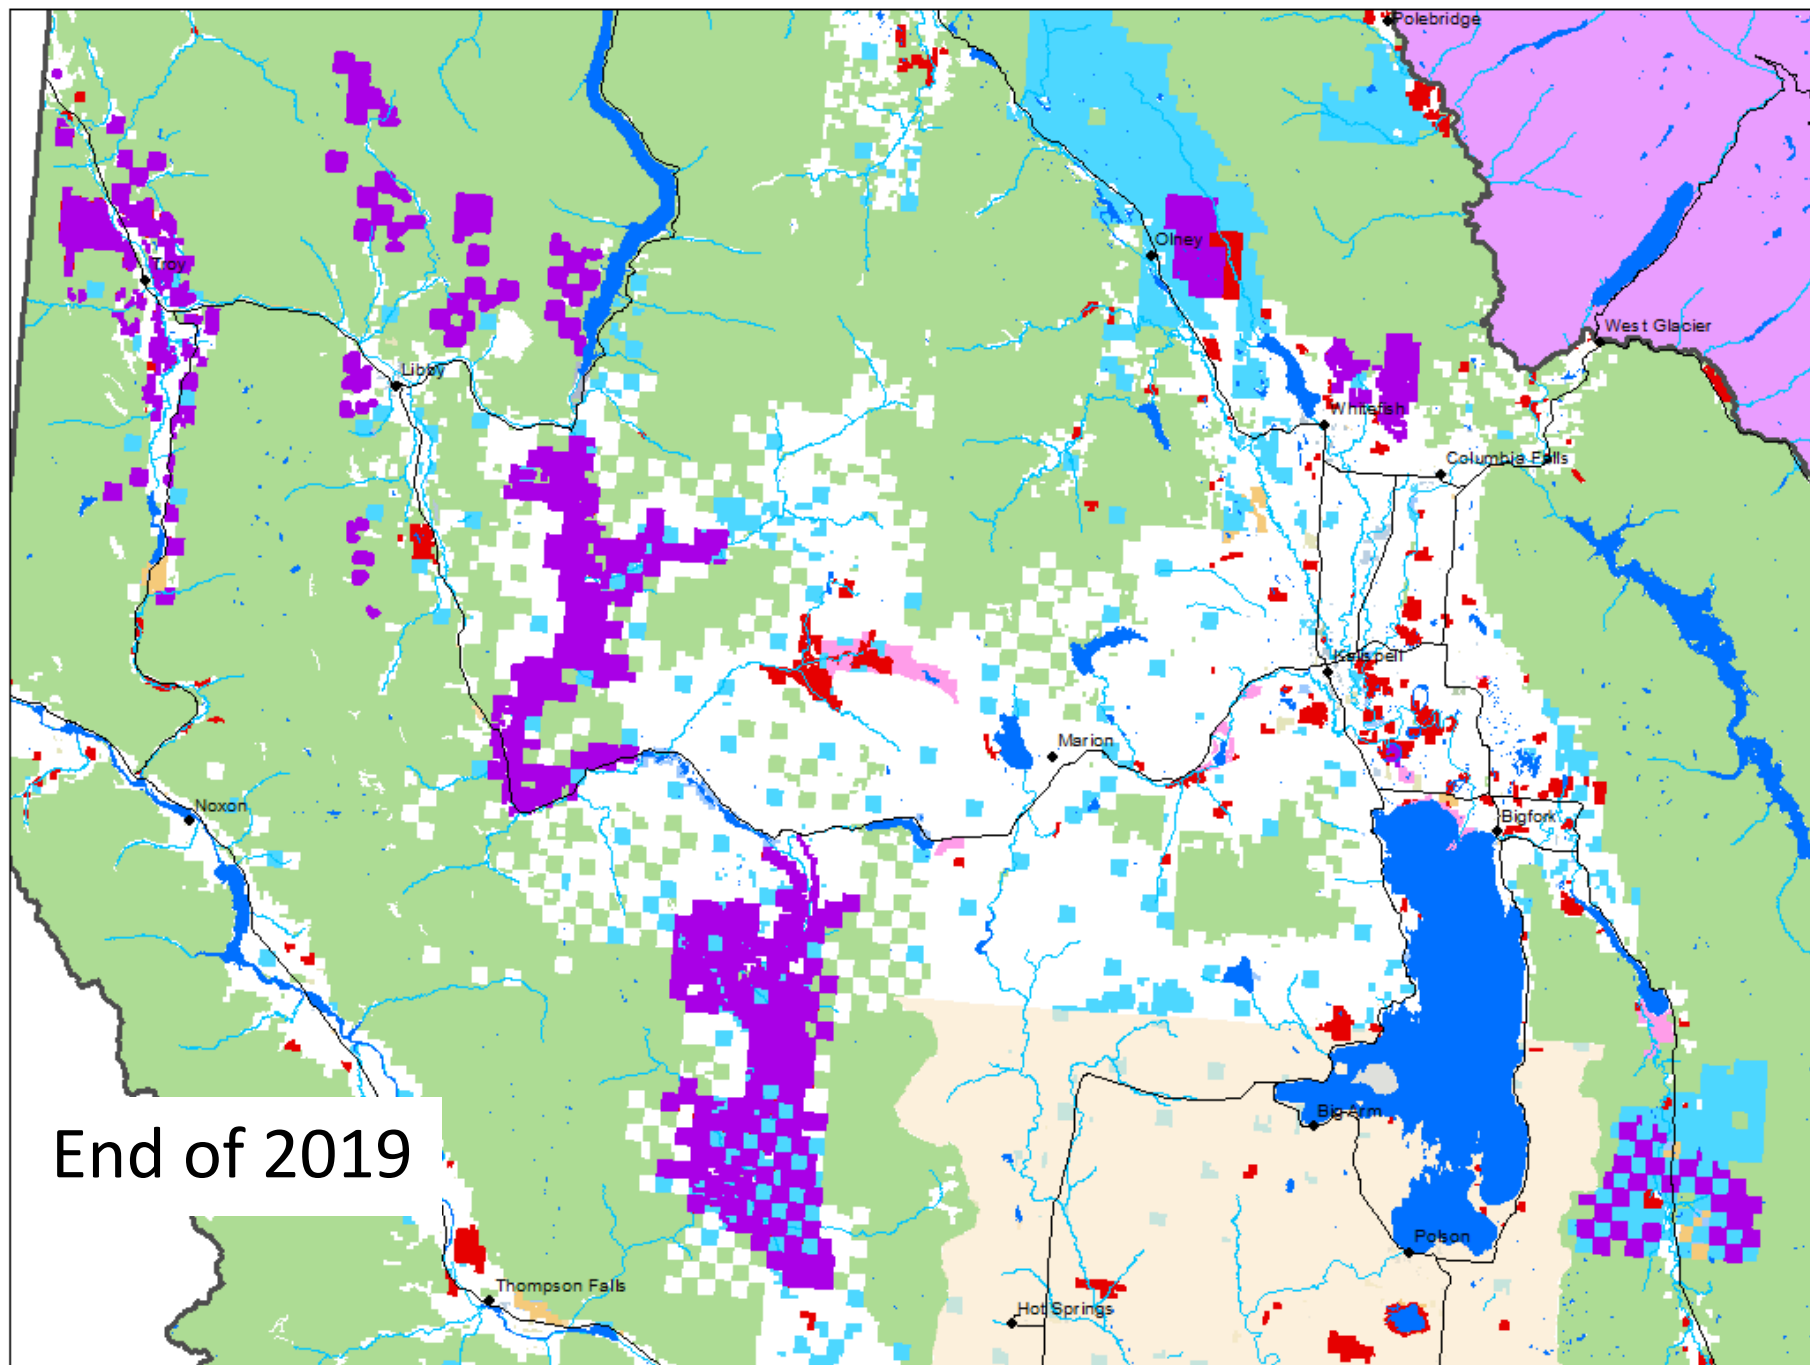 Polebridge
Olney
Troy
West Glacier
Libby
Whitefish
Columbia Falls
Kalispell
Marion
Noxon
Bigfork
Big Arm
End of 2019
Polson
Thompson Falls
Hot Springs